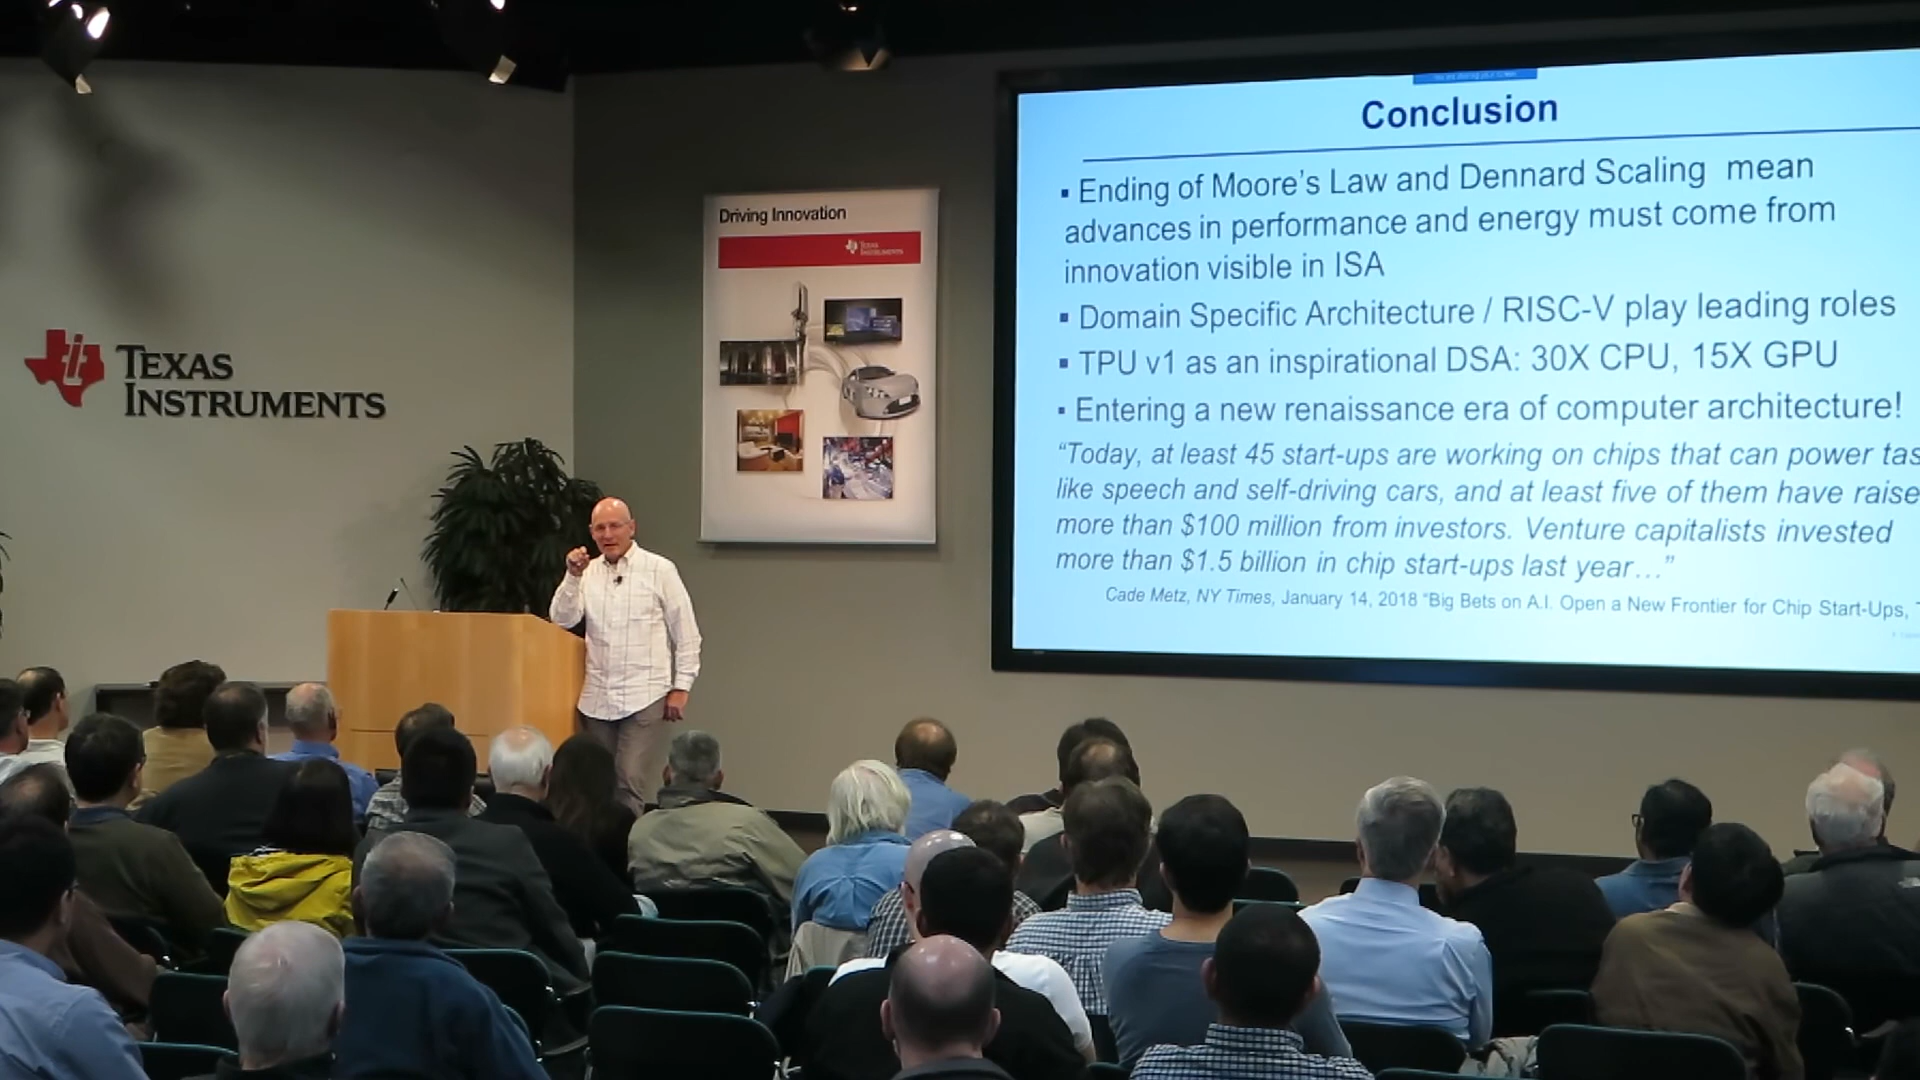 TEXAS
INSTRUMENTS
Driving Innovation
TEXAS
INSTRUMENTS
Conclusion
▪ Ending of Moore's Law and Dennard Scaling mean
advances in performance and energy must come from
innovation visible in ISA
▪ Domain Specific Architecture / RISC-V play leading roles
▪ TPU v1 as an inspirational DSA: 30X CPU, 15X GPU
▪ Entering a new renaissance era of computer architecture!
“Today, at least 45 start-ups are working on chips that can power tas
like speech and self-driving cars, and at least five of them have raise
more than $100 million from investors. Venture capitalists invested
more than $1.5 billion in chip start-ups last year…”
Cade Metz, NY Times, January 14, 2018 “Big Bets on A.I. Open a New Frontier for Chip Start-Ups,